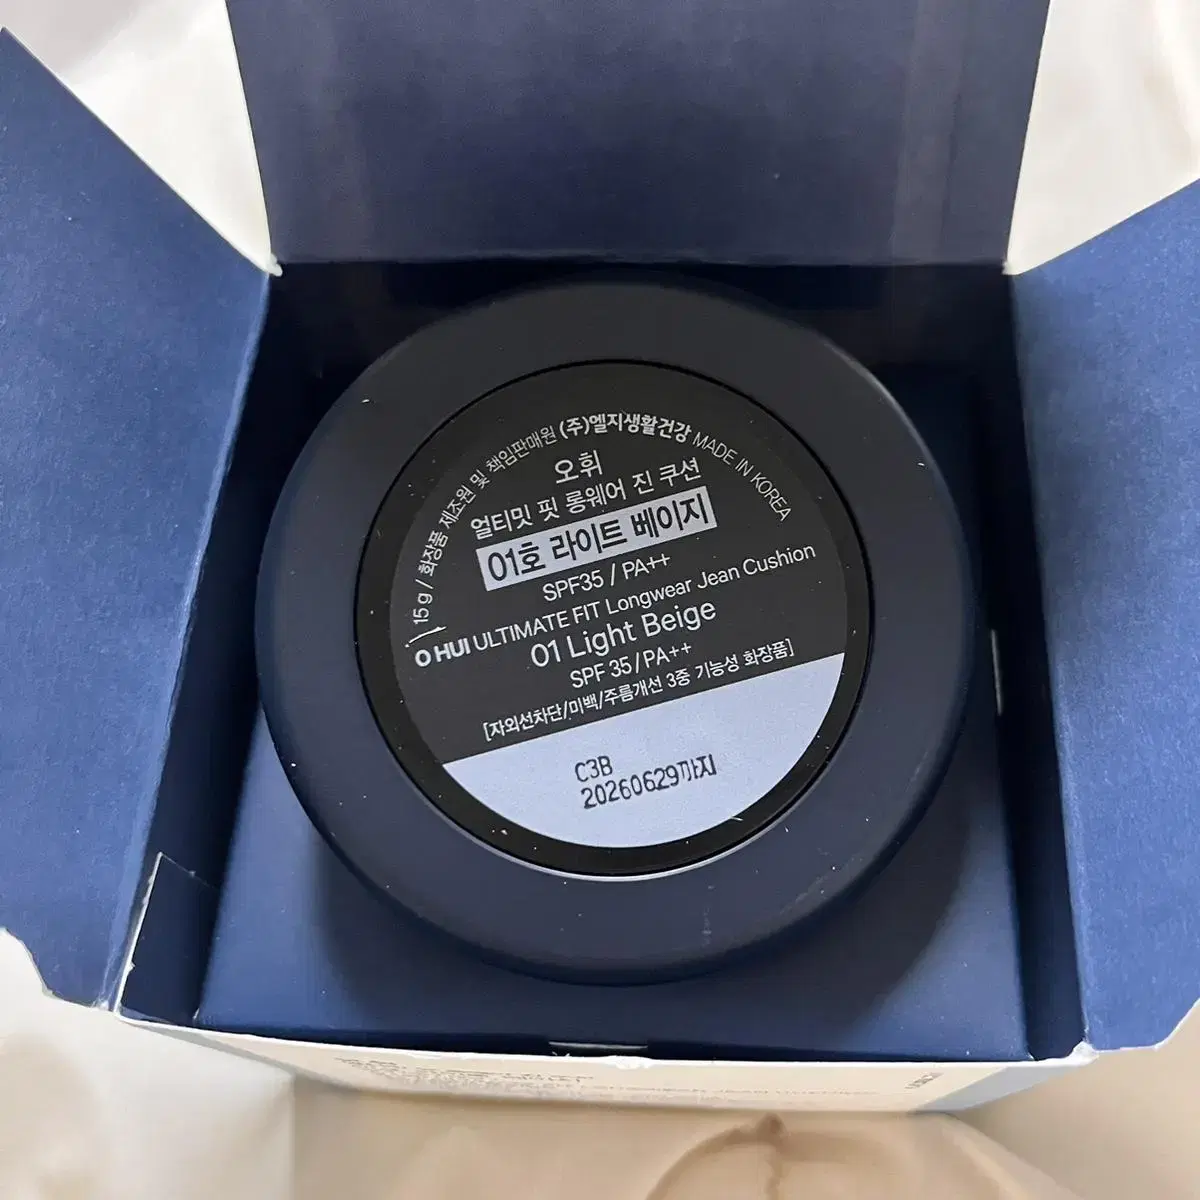 15g / 화장품 제조원 및 책임판매원 (주)엘지생활건강 MADE IN KOREA
오휘
얼티밋 핏 롱웨어 진 쿠션
01호 라이트 베이지
SPF35 / PA++
O HUI ULTIMATE FIT Longwear Jean Cushion
01 Light Beige
SPF 35/PA++
[자외선차단/미백/주름개선 3중 기능성 화장품]
C3B
20260629까지